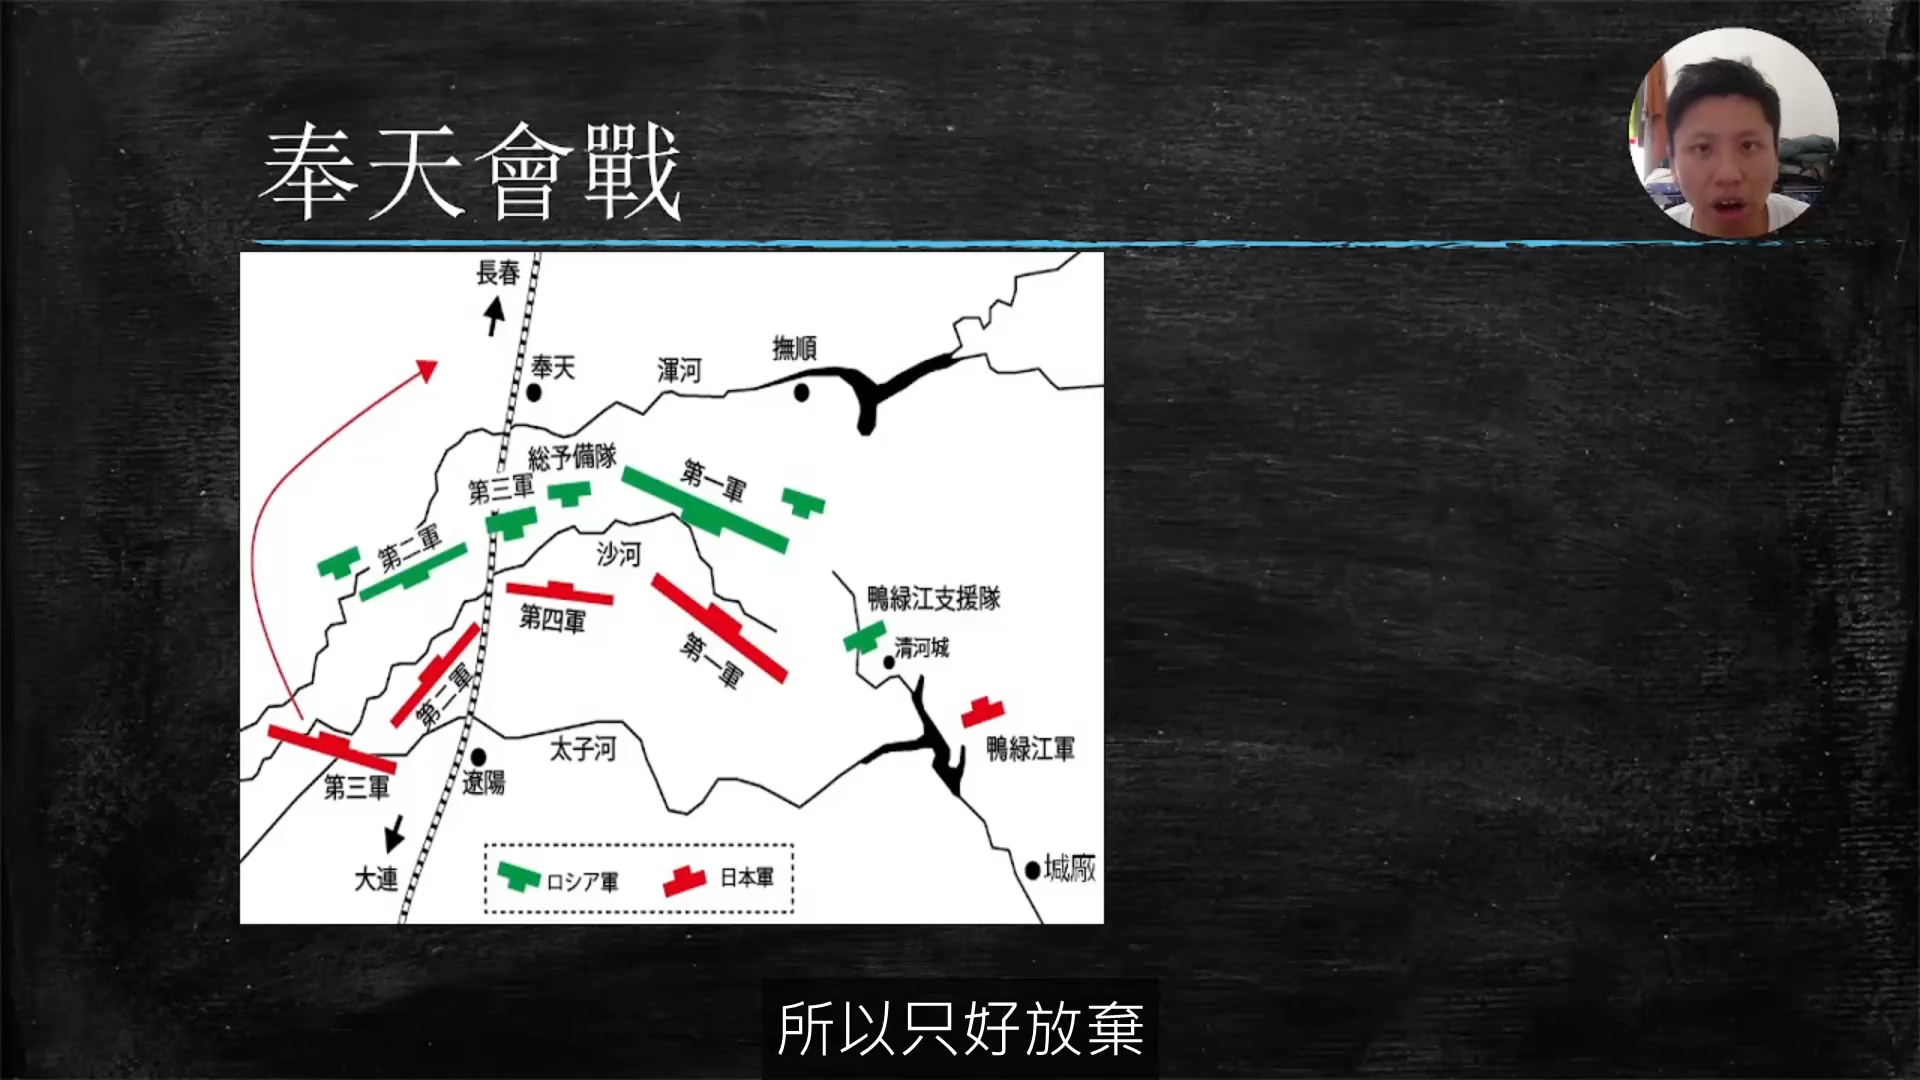 奉天會戰
長春
奉天
渾河
撫順
総予備隊
第三軍
第一軍
第二軍
沙河
第四軍
第一軍
鴨緑江支援隊
清河城
第二軍
鴨緑江軍
太子河
遼陽
第三軍
大連
ロシア軍
日本軍
城廠
所以只好放棄